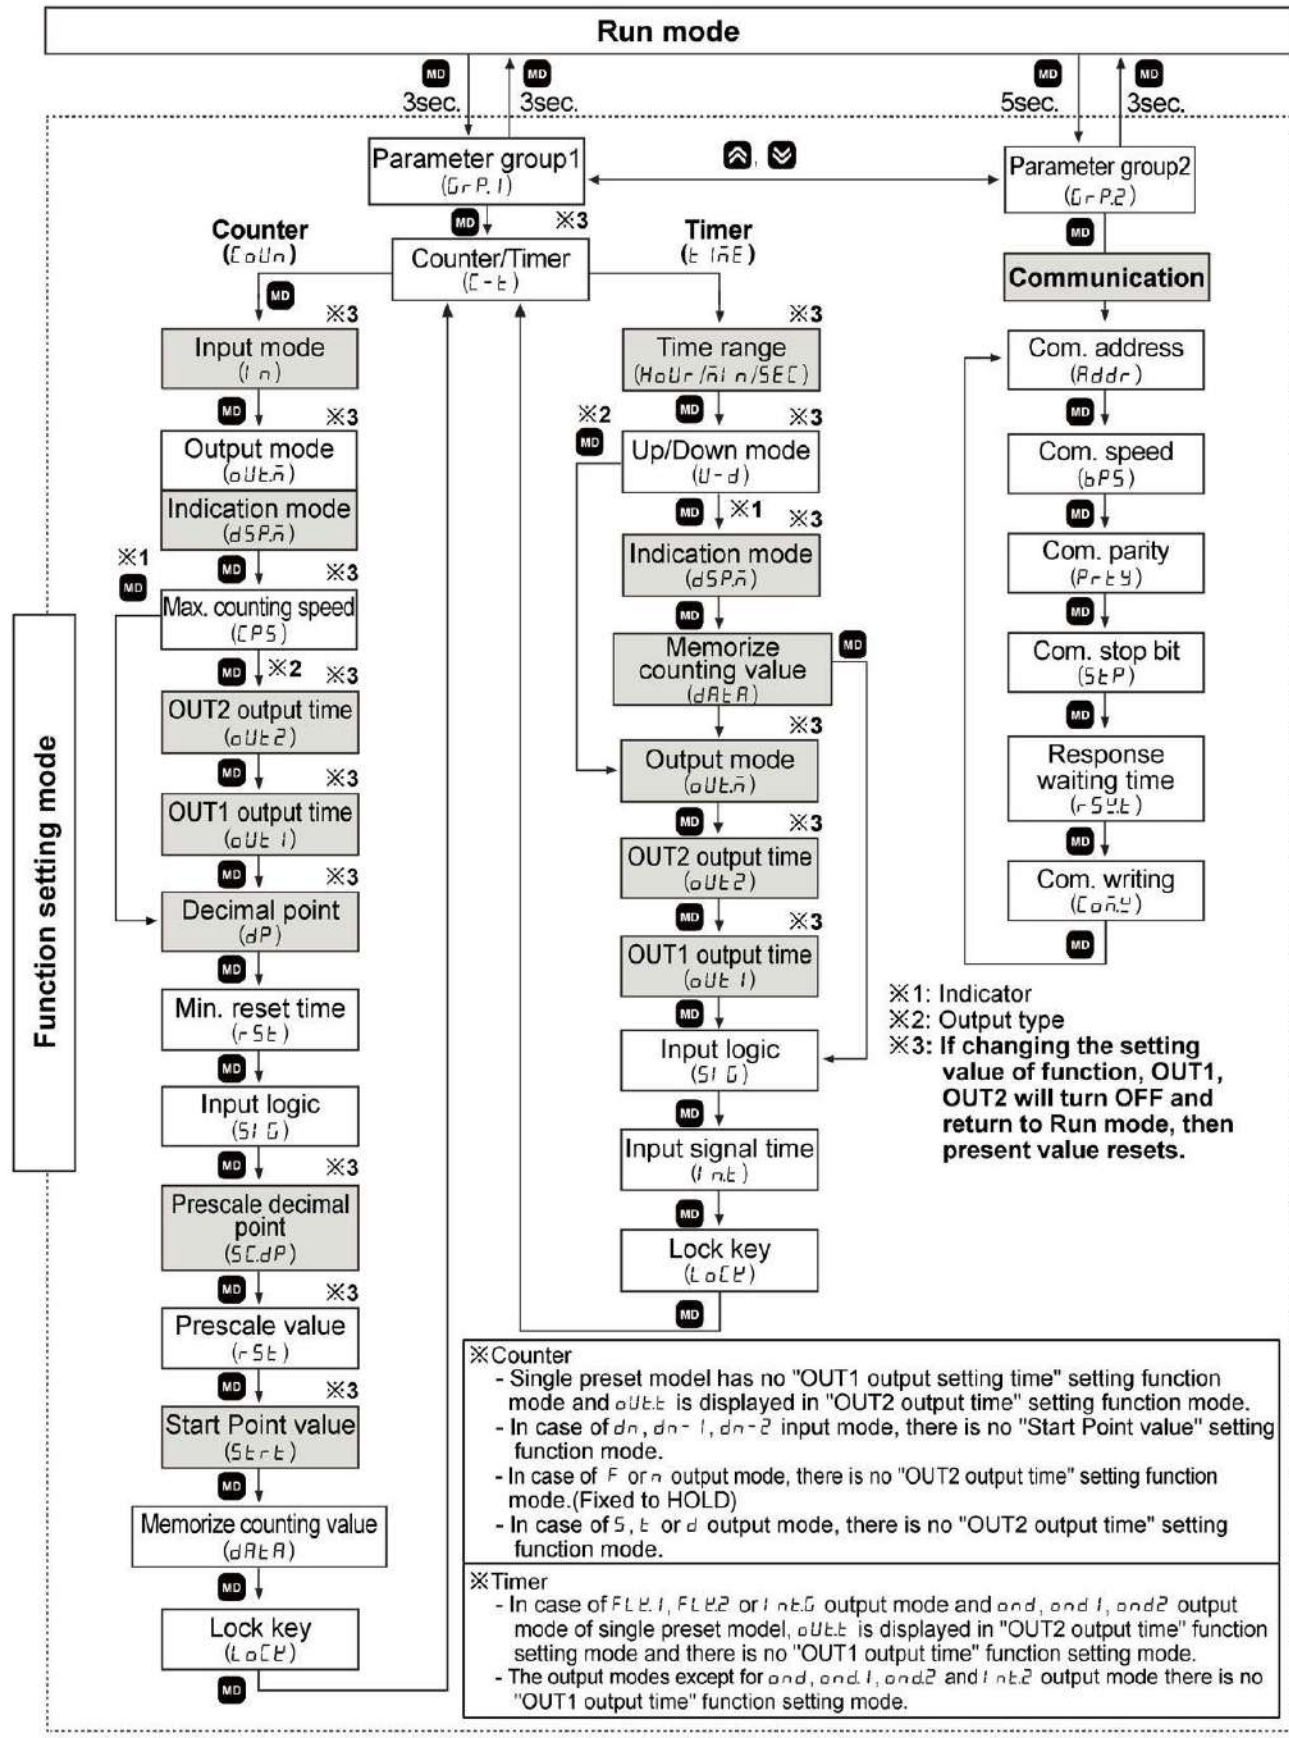 Run mode
MD
3sec.
MD
3sec.
MD
5sec.
MD
3sec.
Parameter group1
(GrP.1)
,
Parameter group2
(GrP.2)
MD
※3
Counter
(CoUn)
Counter/Timer
(C-t)
Timer
(tImE)
MD
Communication
MD
※3
Input mode
(In)
MD
※3
Output mode
(oUt.m)
Indication mode
(dSP.m)
※1
MD
MD
※3
Max. counting speed
(CPS)
MD
※2
※3
OUT2 output time
(oUt2)
MD
※3
OUT1 output time
(oUt1)
MD
※3
Decimal point
(dP)
MD
Min. reset time
(rSt)
MD
Input logic
(SIG)
MD
※3
Prescale decimal
point
(SC.dP)
MD
※3
Prescale value
(rSt)
MD
※3
Start Point value
(Strt)
MD
Memorize counting value
(dAtA)
MD
Lock key
(LoCK)
MD
※3
Time range
(HoUr/mIn/SEC)
※2
MD
MD
※3
Up/Down mode
(U-d)
MD
※1
※3
Indication mode
(dSP.m)
MD
Memorize
counting value
(dAtA)
MD
※3
Output mode
(oUt.m)
MD
※3
OUT2 output time
(oUt2)
MD
※3
OUT1 output time
(oUt1)
MD
Input logic
(SIG)
MD
Input signal time
(In.t)
MD
Lock key
(LoCK)
MD
Com. address
(Addr)
MD
Com. speed
(bPS)
MD
Com. parity
(PrtY)
MD
Com. stop bit
(StP)
MD
Response
waiting time
(rSW.t)
MD
Com. writing
(Com.W)
MD
Function setting mode
※1: Indicator
※2: Output type
※3: If changing the setting
value of function, OUT1,
OUT2 will turn OFF and
return to Run mode, then
present value resets.
※Counter
- Single preset model has no "OUT1 output setting time" setting function
mode and oUt.t is displayed in "OUT2 output time" setting function mode.
- In case of dn, dn-1, dn-2 input mode, there is no "Start Point value" setting
function mode.
- In case of F or n output mode, there is no "OUT2 output time" setting function
mode.(Fixed to HOLD)
- In case of S, t or d output mode, there is no "OUT2 output time" setting
function mode.
※Timer
- In case of FLK.1, FLK.2 or Int.G output mode and ond, ond1, ond2 output
mode of single preset model, oUt.t is displayed in "OUT2 output time" function
setting mode and there is no "OUT1 output time" function setting mode.
- The output modes except for ond, ond.1, ond.2 and Int.2 output mode there is no
"OUT1 output time" function setting mode.